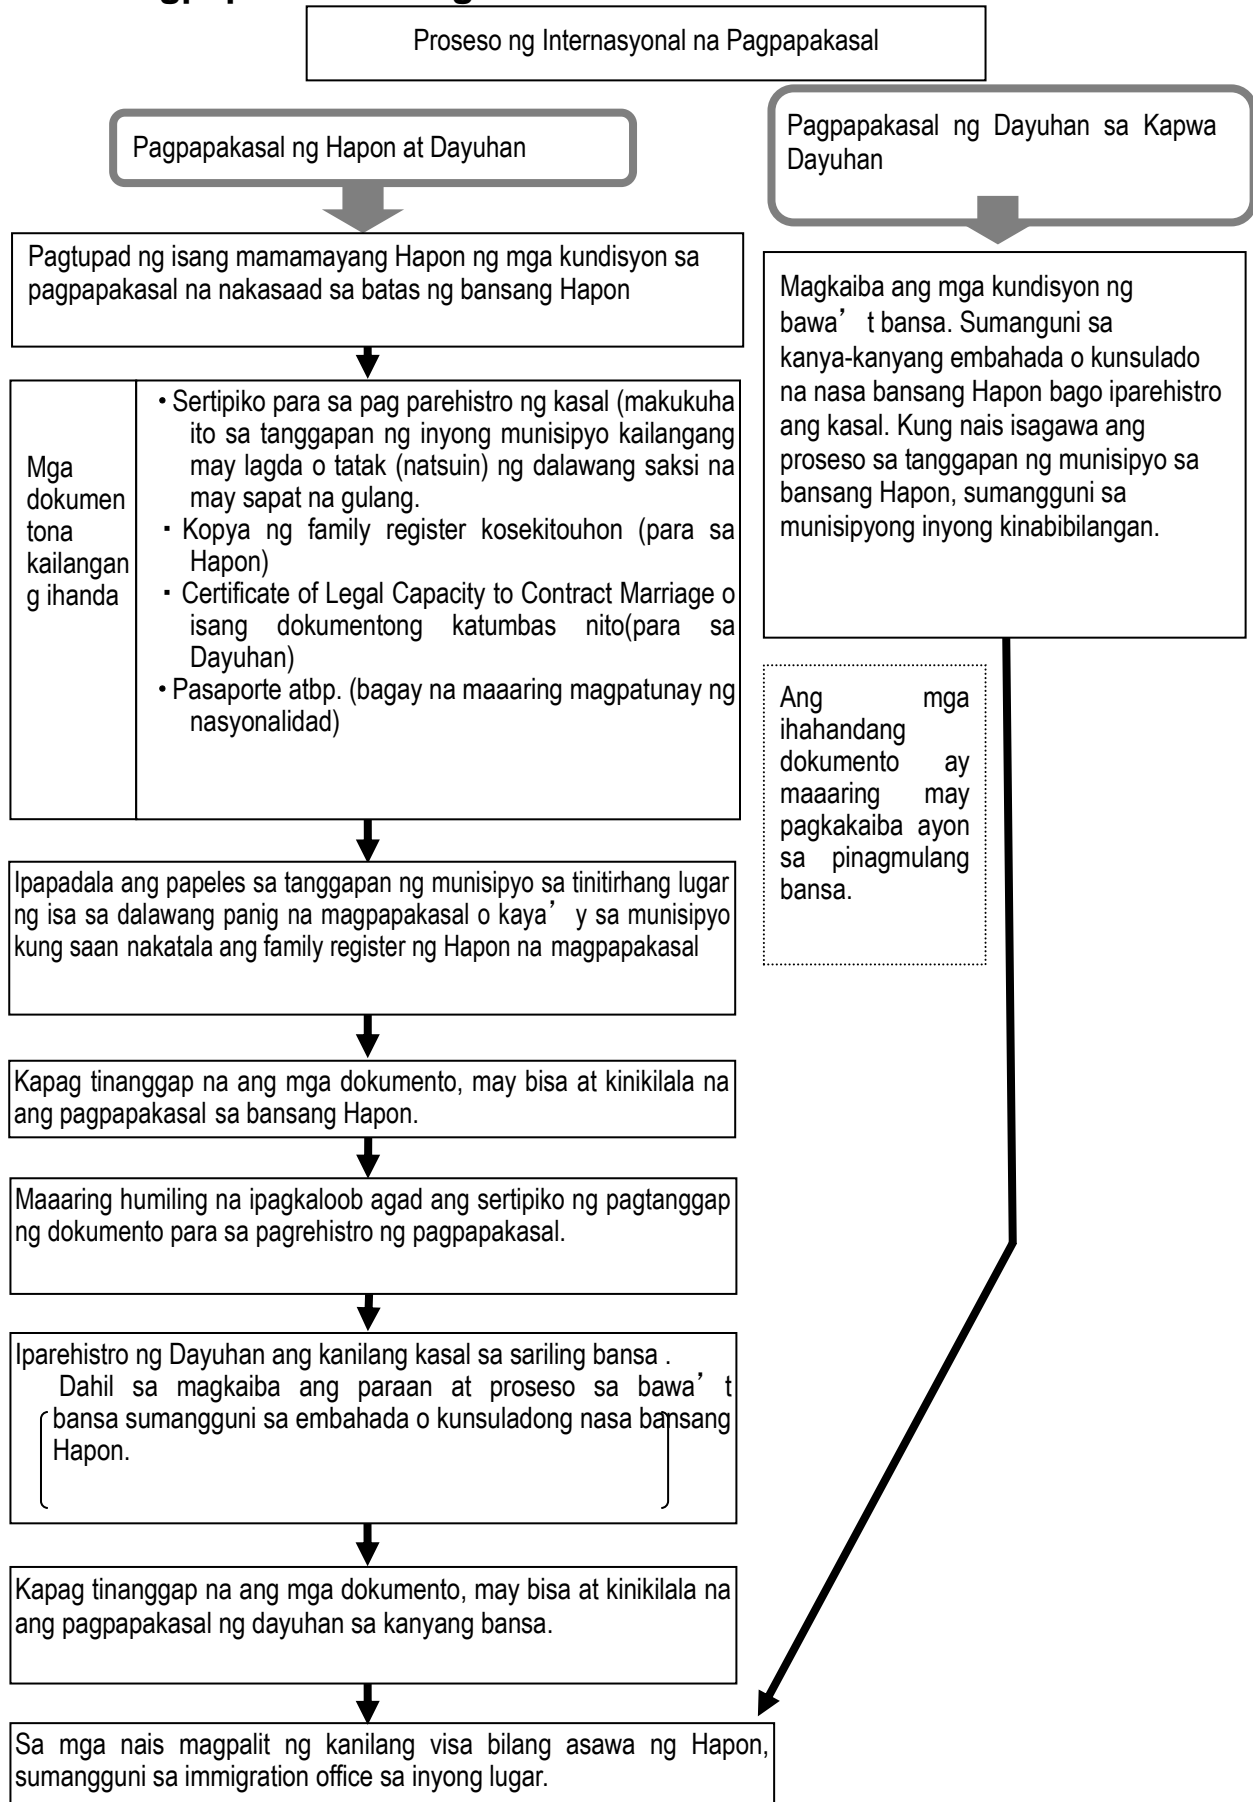 Proseso ng Internasyonal na Pagpapakasal
Pagpapakasal ng Hapon at Dayuhan
Pagtupad ng isang mamamayang Hapon ng mga kundisyon sa
pagpapakasal na nakasaad sa batas ng bansang Hapon
Mga
dokumen
tona
kailangan
g ihanda
・Sertipiko para sa pag parehistro ng kasal (makukuha
ito sa tanggapan ng inyong munisipyo kailangang
may lagda o tatak (natsuin) ng dalawang saksi na
may sapat na gulang.
・Kopya ng family register kosekitouhon (para sa
Hapon)
・Certificate of Legal Capacity to Contract Marriage o
isang dokumentong katumbas nito(para sa
Dayuhan)
・Pasaporte atbp. (bagay na maaaring magpatunay ng
nasyonalidad)
Ipapadala ang papeles sa tanggapan ng munisipyo sa tinitirhang lugar
ng isa sa dalawang panig na magpapakasal o kaya’y sa munisipyo
kung saan nakatala ang family register ng Hapon na magpapakasal
Kapag tinanggap na ang mga dokumento, may bisa at kinikilala na
ang pagpapakasal sa bansang Hapon.
Maaaring humiling na ipagkaloob agad ang sertipiko ng pagtanggap
ng dokumento para sa pagrehistro ng pagpapakasal.
Iparehistro ng Dayuhan ang kanilang kasal sa sariling bansa .
Dahil sa magkaiba ang paraan at proseso sa bawa’t
bansa sumangguni sa embahada o kunsuladong nasa bansang
Hapon.
Kapag tinanggap na ang mga dokumento, may bisa at kinikilala na
ang pagpapakasal ng dayuhan sa kanyang bansa.
Pagpapakasal ng Dayuhan sa Kapwa
Dayuhan
Magkaiba ang mga kundisyon ng
bawa’t bansa. Sumanguni sa
kanya-kanyang embahada o kunsulado
na nasa bansang Hapon bago iparehistro
ang kasal. Kung nais isagawa ang
proseso sa tanggapan ng munisipyo sa
bansang Hapon, sumangguni sa
munisipyong inyong kinabibilangan.
Ang mga
ihahandang
dokumento ay
maaaring may
pagkakaiba ayon
sa pinagmulang
bansa.
Sa mga nais magpalit ng kanilang visa bilang asawa ng Hapon,
sumangguni sa immigration office sa inyong lugar.